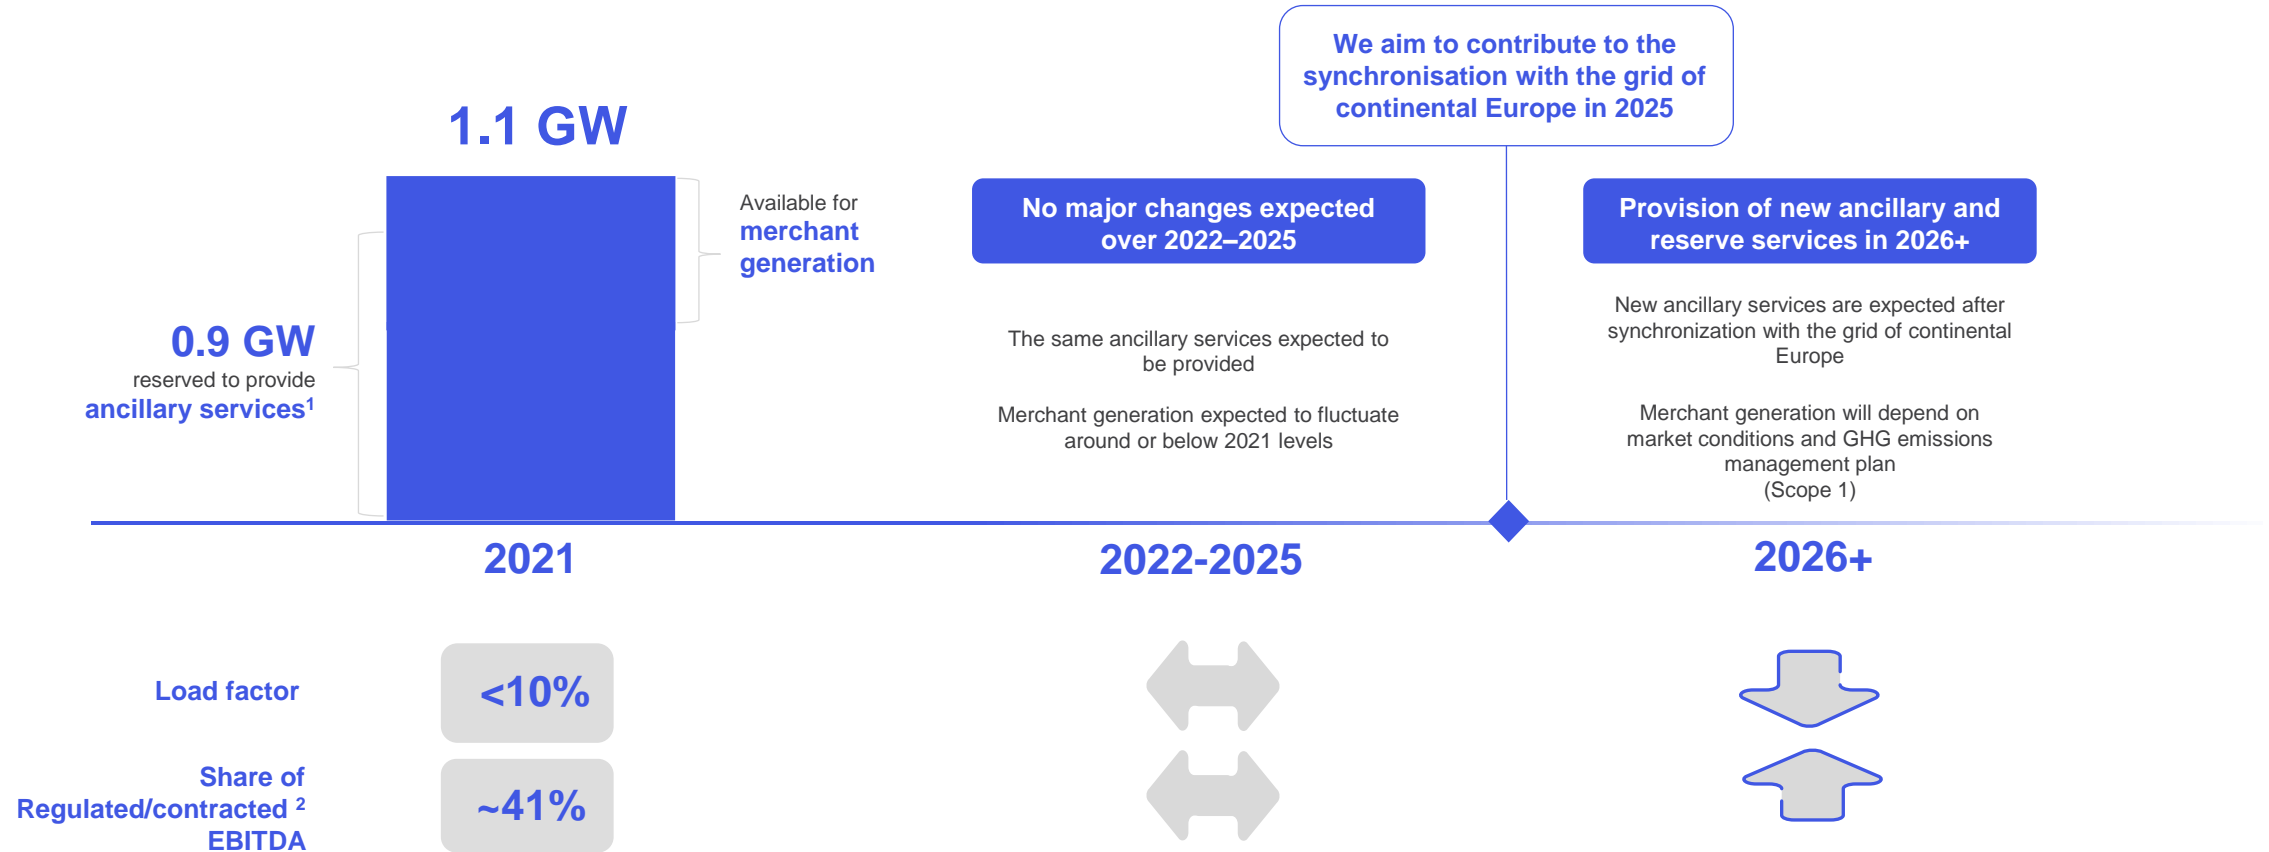 We aim to contribute to the
synchronisation with the grid of
continental Europe in 2025
1.1 GW
Available for
merchant
generation
0.9 GW
reserved to provide
ancillary services¹
No major changes expected
over 2022–2025
The same ancillary services expected to
be provided
Merchant generation expected to fluctuate
around or below 2021 levels
Provision of new ancillary and
reserve services in 2026+
New ancillary services are expected after
synchronization with the grid of continental
Europe
Merchant generation will depend on
market conditions and GHG emissions
management plan
(Scope 1)
2021
2022-2025
2026+
Load factor
<10%
Share of
Regulated/contracted ²
EBITDA
~41%